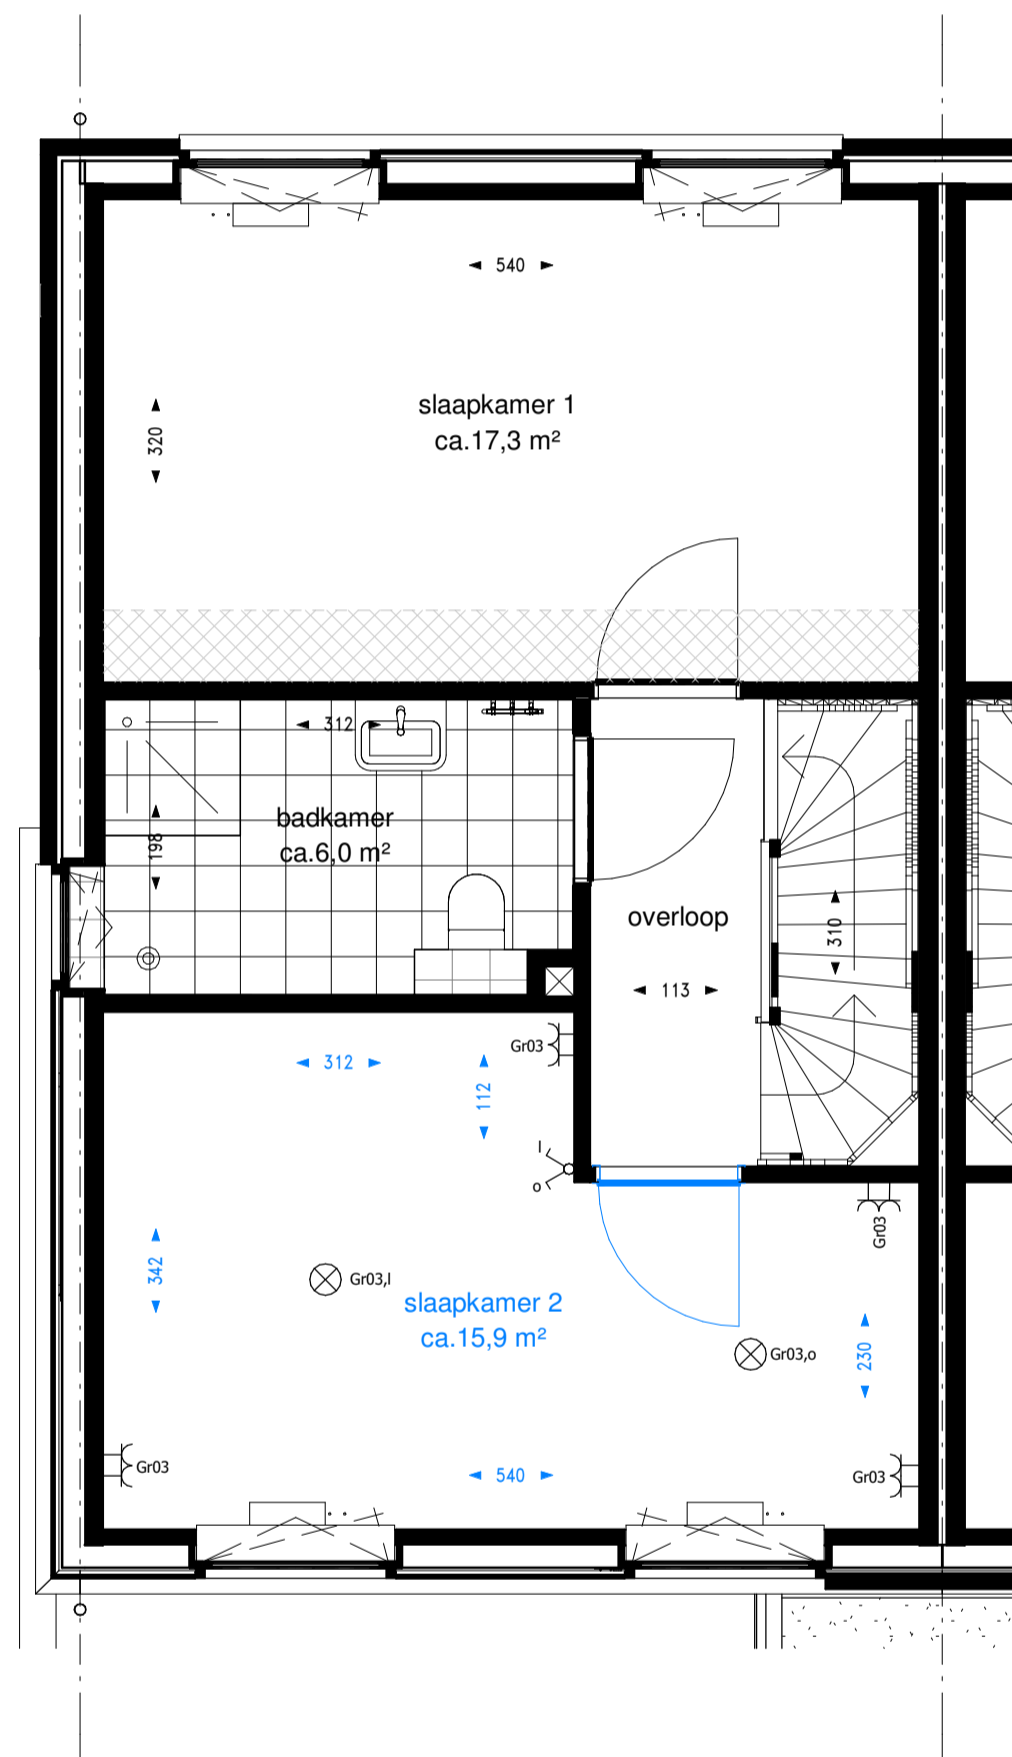 540
slaapkamer 1
ca.17,3 m²
320
312
badkamer
ca.6,0 m²
198
overloop
310
113
Gr03
312
112
l
o
Gr03
342
Gr03,l
slaapkamer 2
ca.15,9 m²
Gr03,o
230
Gr03
Gr03
540